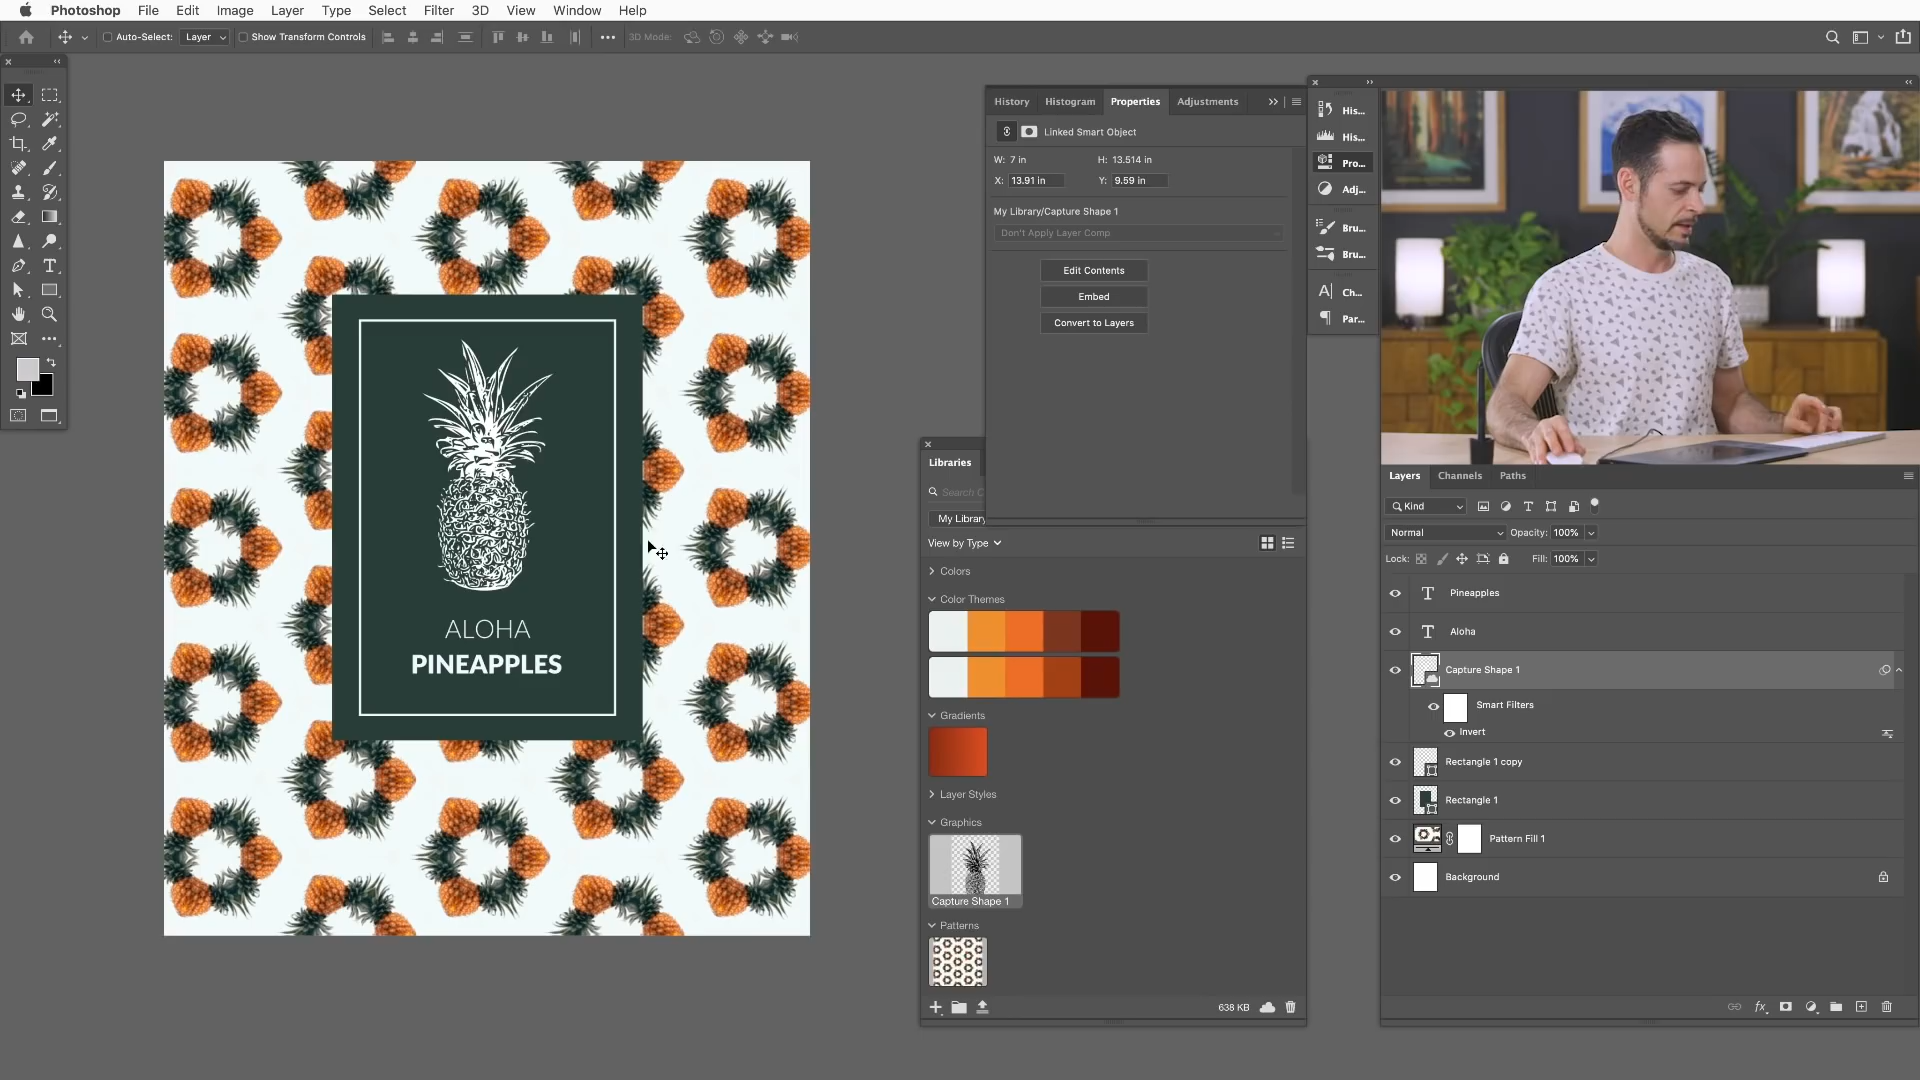 Photoshop File Edit Image Layer Type Select Filter 3D View Window Help
Auto-Select: Layer Show Transform Controls 3D Mode:
History Histogram Properties Adjustments
Linked Smart Object
W: 7 in H: 13.514 in
X: 13.91 in Y: 9.59 in
My Library/Capture Shape 1
Don't Apply Layer Comp
Edit Contents
Embed
Convert to Layers
His...
His...
Pro...
Adj...
Bru...
Bru...
Ch...
Par...
ALOHA
PINEAPPLES
Libraries
Search C
My Library
View by Type
Colors
Color Themes
Gradients
Layer Styles
Graphics
Capture Shape 1
Patterns
638 KB
Layers Channels Paths
Kind
Normal Opacity: 100%
Lock: Fill: 100%
Pineapples
Aloha
Capture Shape 1
Smart Filters
Invert
Rectangle 1 copy
Rectangle 1
Pattern Fill 1
Background